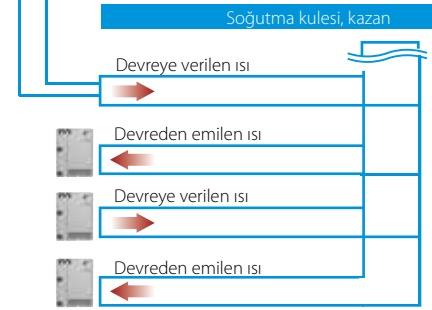 Soğutma kulesi, kazan
Devreye verilen ısı
Devreden emilen ısı
Devreye verilen ısı
Devreden emilen ısı